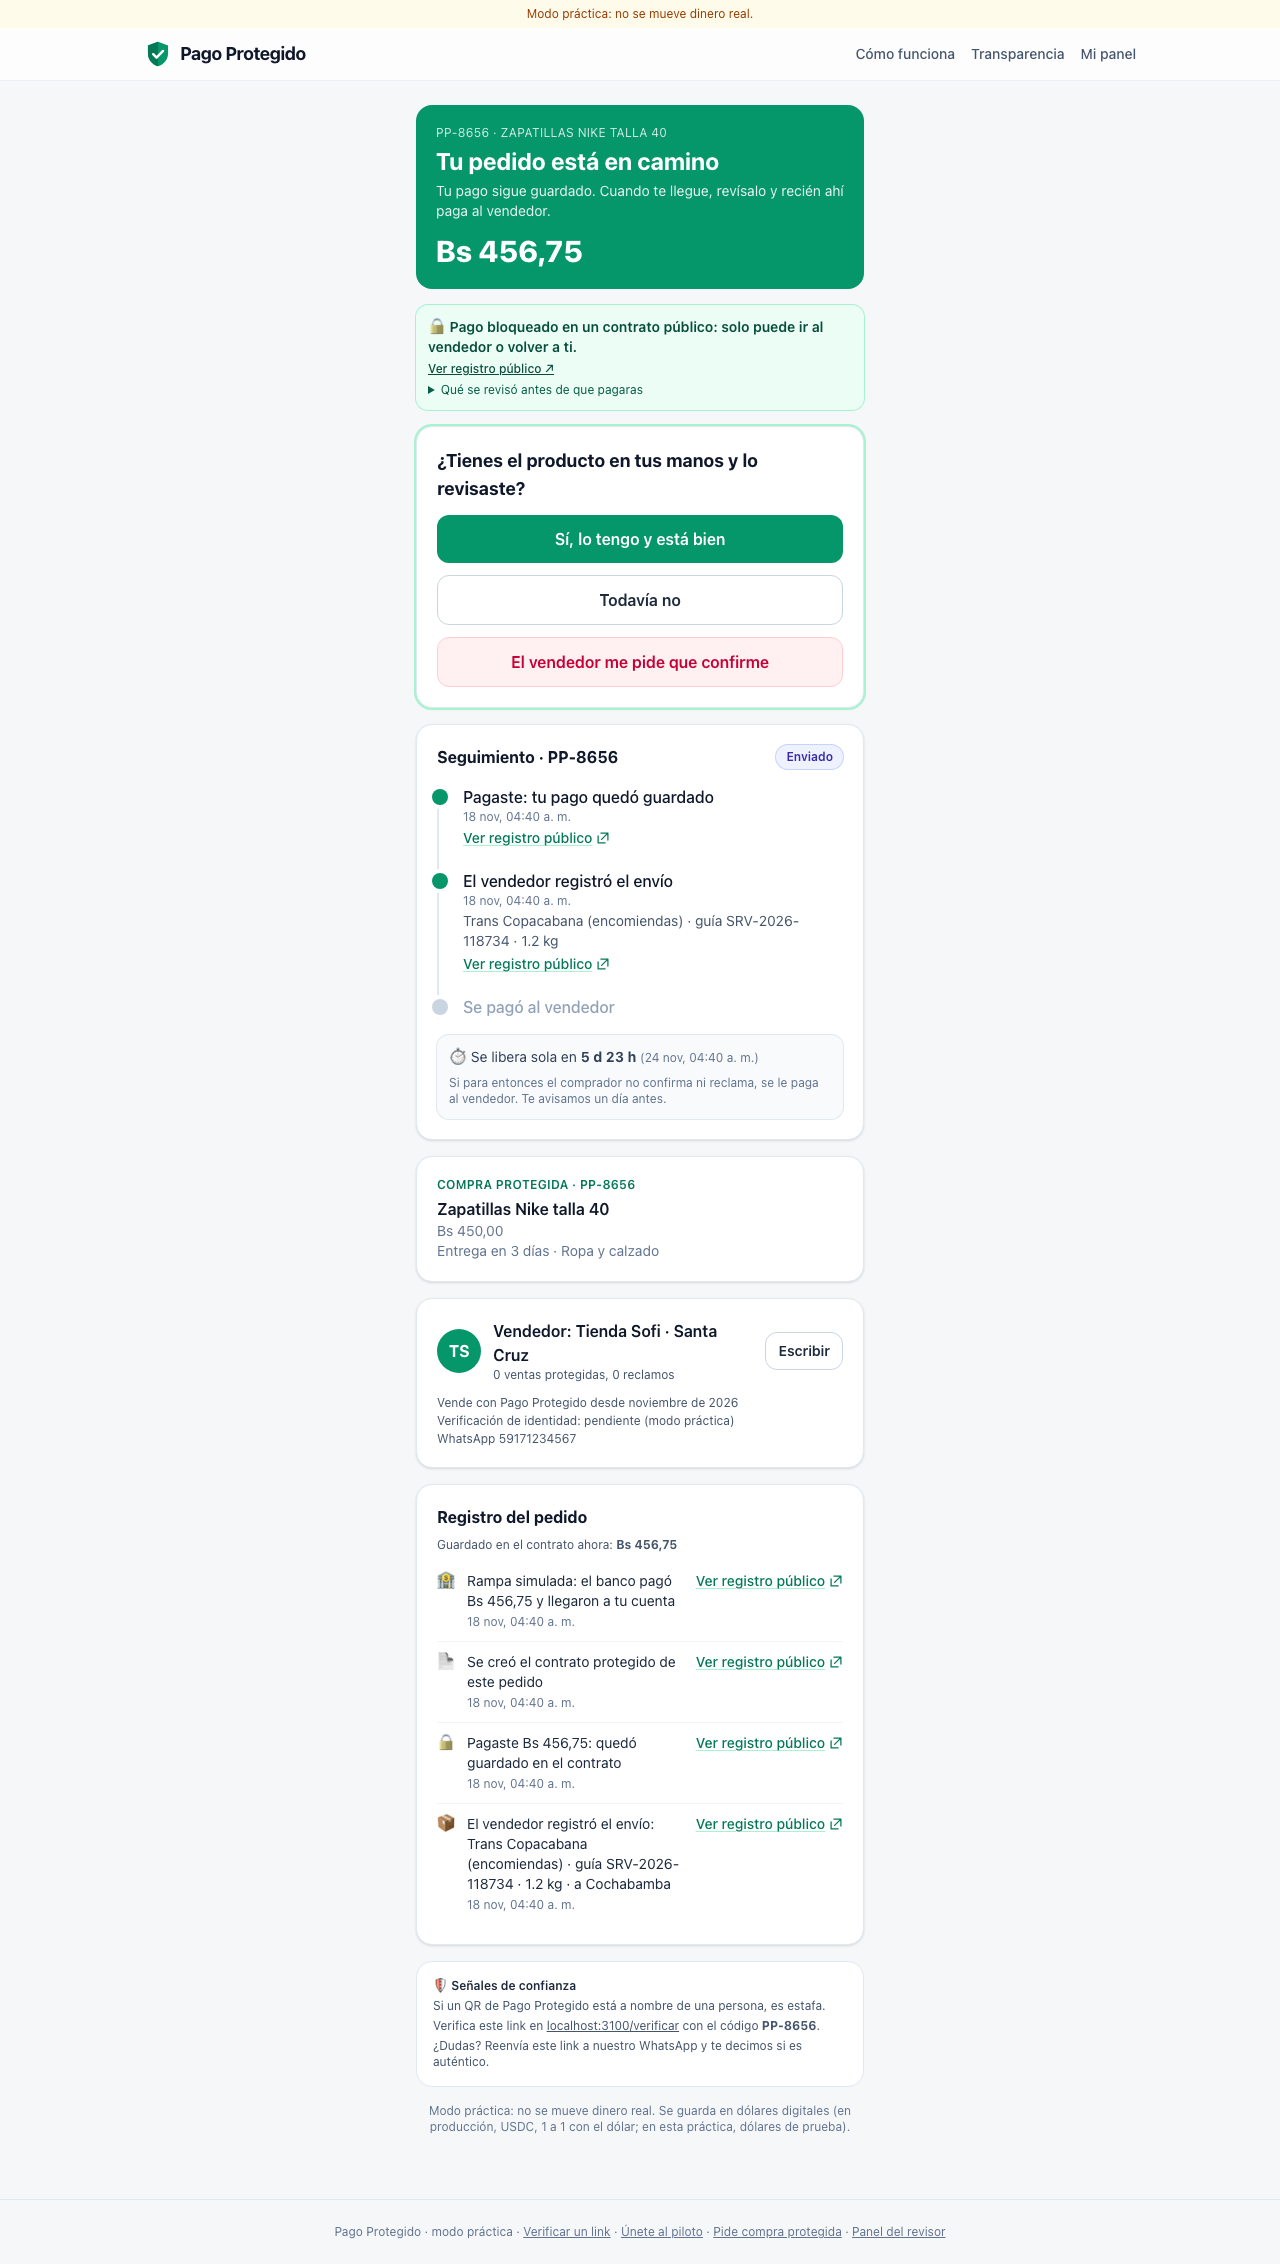 Modo práctica: no se mueve dinero real.
Pago Protegido
Cómo funciona
Transparencia
Mi panel
PP-8656 · ZAPATILLAS NIKE TALLA 40
Tu pedido está en camino
Tu pago sigue guardado. Cuando te llegue, revísalo y recién ahí
paga al vendedor.
Bs 456,75
Pago bloqueado en un contrato público: solo puede ir al
vendedor o volver a ti.
Ver registro público ↗
Qué se revisó antes de que pagaras
¿Tienes el producto en tus manos y lo
revisaste?
Sí, lo tengo y está bien
Todavía no
El vendedor me pide que confirme
Seguimiento · PP-8656
Enviado
Pagaste: tu pago quedó guardado
18 nov, 04:40 a. m.
Ver registro público
El vendedor registró el envío
18 nov, 04:40 a. m.
Trans Copacabana (encomiendas) · guía SRV-2026-
118734 · 1.2 kg
Ver registro público
Se pagó al vendedor
Se libera sola en 5 d 23 h (24 nov, 04:40 a. m.)
Si para entonces el comprador no confirma ni reclama, se le paga
al vendedor. Te avisamos un día antes.
COMPRA PROTEGIDA · PP-8656
Zapatillas Nike talla 40
Bs 450,00
Entrega en 3 días · Ropa y calzado
TS
Vendedor: Tienda Sofi · Santa
Cruz
0 ventas protegidas, 0 reclamos
Escribir
Vende con Pago Protegido desde noviembre de 2026
Verificación de identidad: pendiente (modo práctica)
WhatsApp 59171234567
Registro del pedido
Guardado en el contrato ahora: Bs 456,75
Rampa simulada: el banco pagó
Bs 456,75 y llegaron a tu cuenta
18 nov, 04:40 a. m.
Ver registro público
Se creó el contrato protegido de
este pedido
18 nov, 04:40 a. m.
Ver registro público
Pagaste Bs 456,75: quedó
guardado en el contrato
18 nov, 04:40 a. m.
Ver registro público
El vendedor registró el envío:
Trans Copacabana
(encomiendas) · guía SRV-2026-
118734 · 1.2 kg · a Cochabamba
18 nov, 04:40 a. m.
Ver registro público
Señales de confianza
Si un QR de Pago Protegido está a nombre de una persona, es estafa.
Verifica este link en localhost:3100/verificar con el código PP-8656.
¿Dudas? Reenvía este link a nuestro WhatsApp y te decimos si es
auténtico.
Modo práctica: no se mueve dinero real. Se guarda en dólares digitales (en
producción, USDC, 1 a 1 con el dólar; en esta práctica, dólares de prueba).
Pago Protegido · modo práctica · Verificar un link · Únete al piloto · Pide compra protegida · Panel del revisor